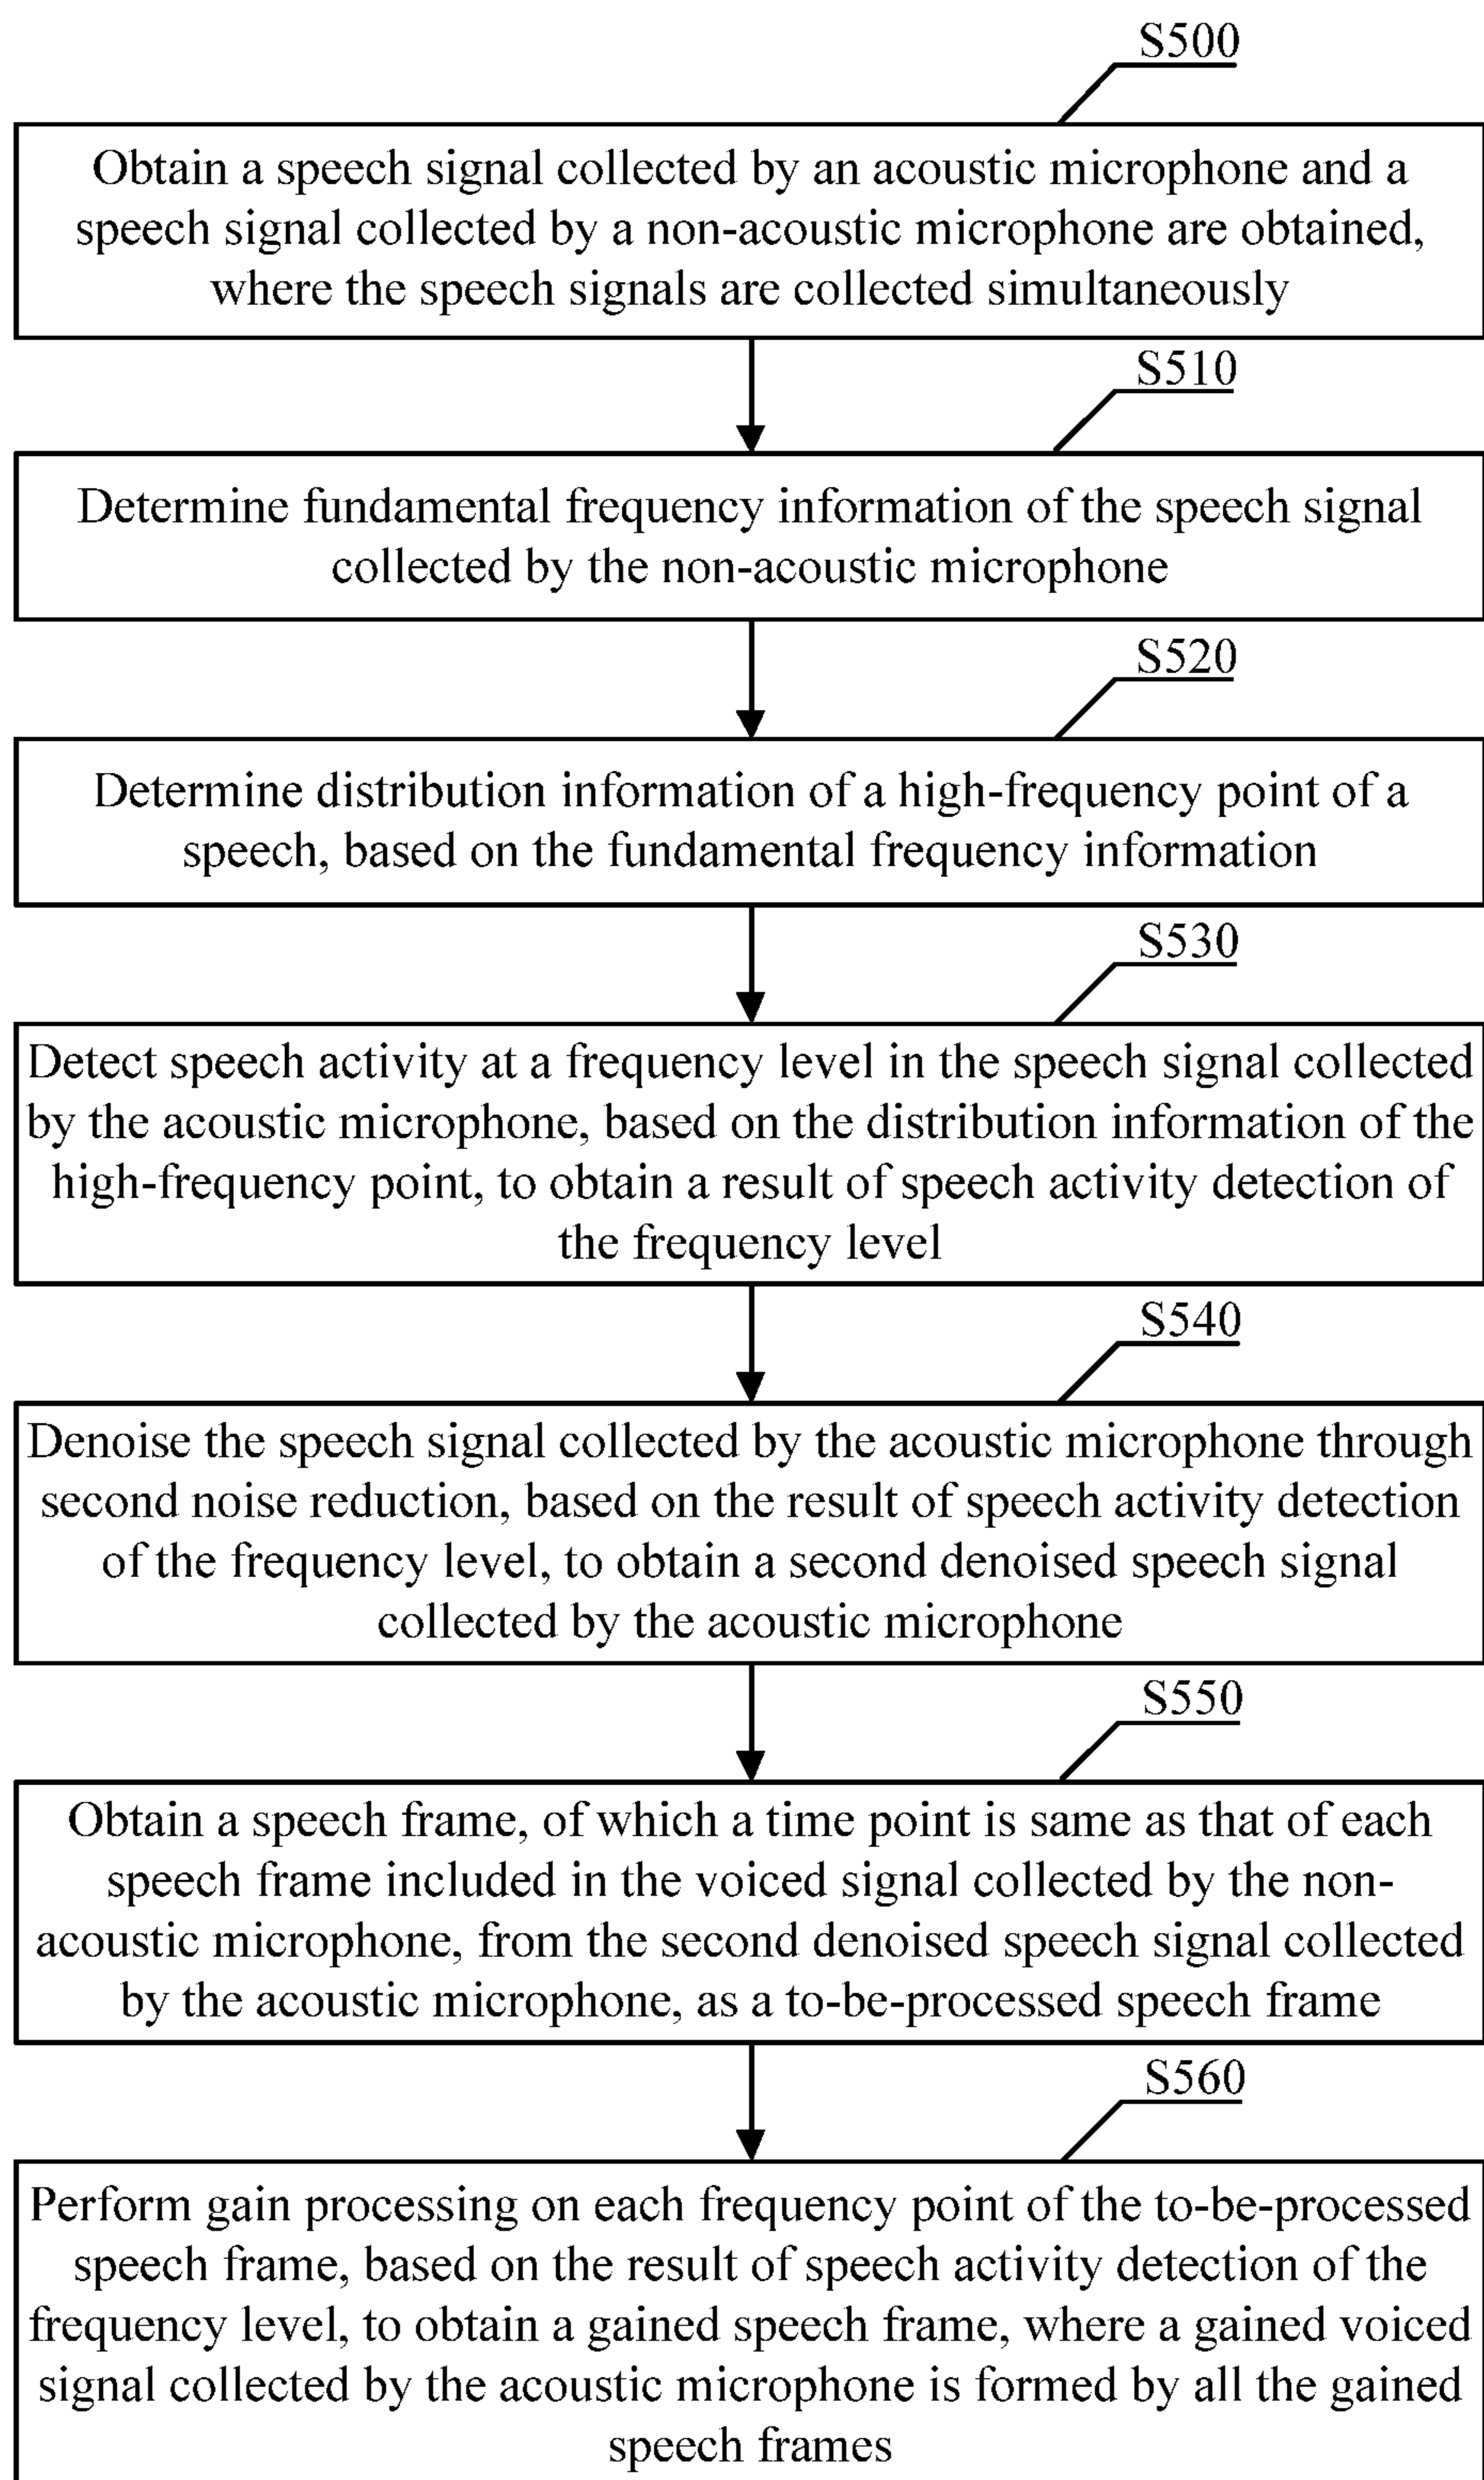 S500
Obtain a speech signal collected by an acoustic microphone and a
speech signal collected by a non-acoustic microphone are obtained,
where the speech signals are collected simultaneously
S510
Determine fundamental frequency information of the speech signal
collected by the non-acoustic microphone
S520
Determine distribution information of a high-frequency point of a
speech, based on the fundamental frequency information
S530
Detect speech activity at a frequency level in the speech signal collected
by the acoustic microphone, based on the distribution information of the
high-frequency point, to obtain a result of speech activity detection of
the frequency level
S540
Denoise the speech signal collected by the acoustic microphone through
second noise reduction, based on the result of speech activity detection
of the frequency level, to obtain a second denoised speech signal
collected by the acoustic microphone
S550
Obtain a speech frame, of which a time point is same as that of each
speech frame included in the voiced signal collected by the non-
acoustic microphone, from the second denoised speech signal collected
by the acoustic microphone, as a to-be-processed speech frame
S560
Perform gain processing on each frequency point of the to-be-processed
speech frame, based on the result of speech activity detection of the
frequency level, to obtain a gained speech frame, where a gained voiced
signal collected by the acoustic microphone is formed by all the gained
speech frames